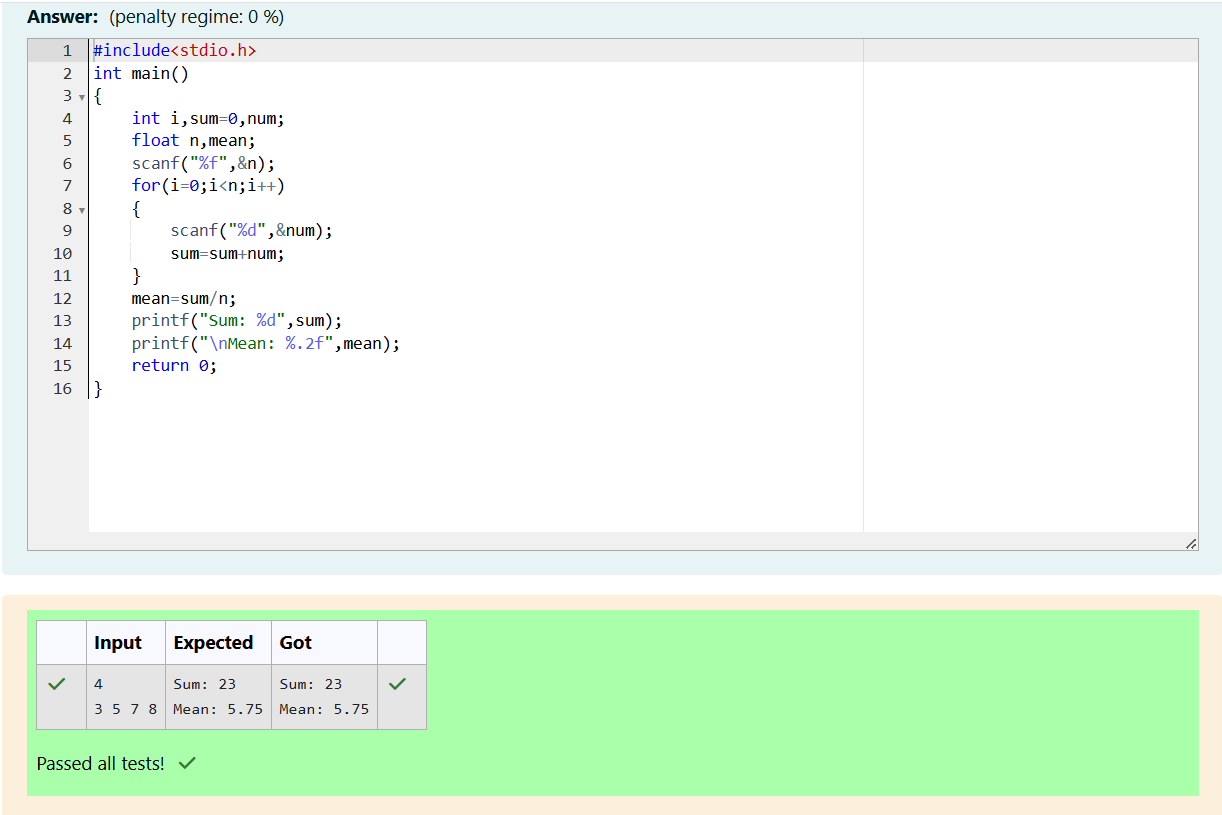 Answer: (penalty regime: 0 %)
1 #include<stdio.h>
2 int main()
3 {
4     int i,sum=0,num;
5     float n,mean;
6     scanf("%f",&n);
7     for(i=0;i<n;i++)
8     {
9         scanf("%d",&num);
10         sum=sum+num;
11     }
12     mean=sum/n;
13     printf("Sum: %d",sum);
14     printf("\nMean: %.2f",mean);
15     return 0;
16 }
Input Expected Got
4 Sum: 23 Sum: 23
3 5 7 8 Mean: 5.75 Mean: 5.75
Passed all tests!